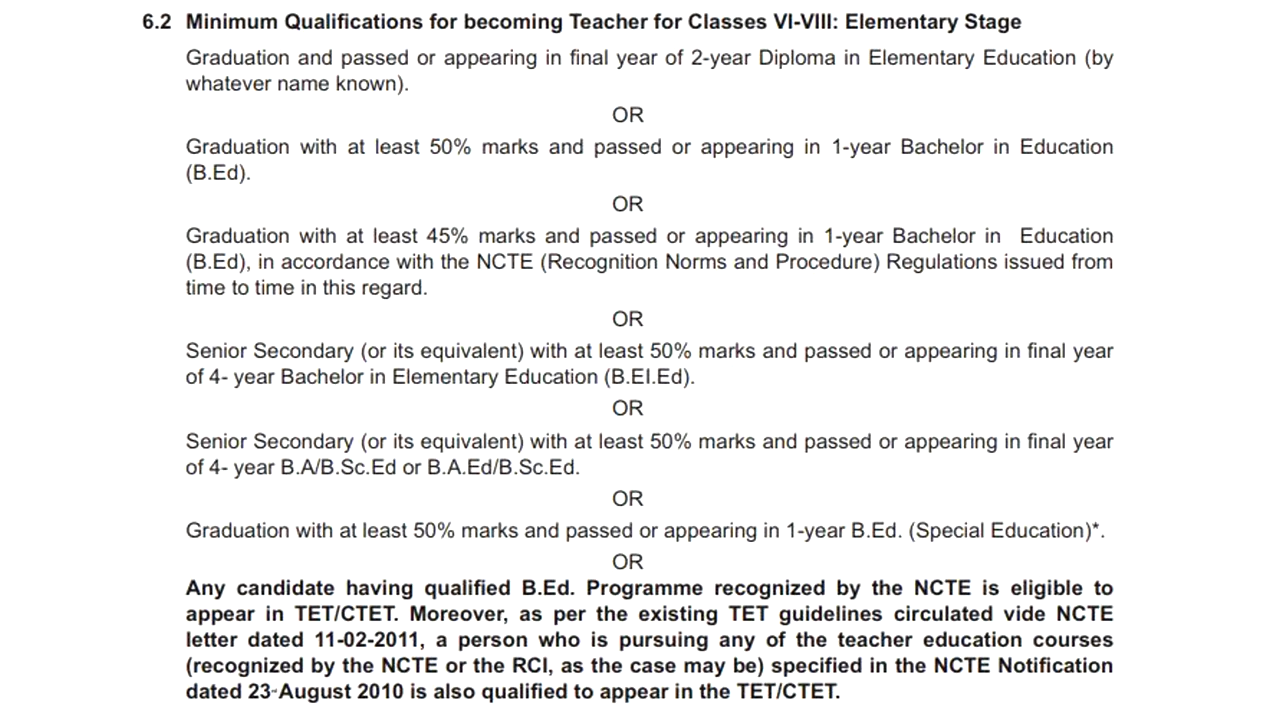 6.2 Minimum Qualifications for becoming Teacher for Classes VI-VIII: Elementary Stage
Graduation and passed or appearing in final year of 2-year Diploma in Elementary Education (by
whatever name known).
OR
Graduation with at least 50% marks and passed or appearing in 1-year Bachelor in Education
(B.Ed).
OR
Graduation with at least 45% marks and passed or appearing in 1-year Bachelor in Education
(B.Ed), in accordance with the NCTE (Recognition Norms and Procedure) Regulations issued from
time to time in this regard.
OR
Senior Secondary (or its equivalent) with at least 50% marks and passed or appearing in final year
of 4- year Bachelor in Elementary Education (B.El.Ed).
OR
Senior Secondary (or its equivalent) with at least 50% marks and passed or appearing in final year
of 4- year B.A/B.Sc.Ed or B.A.Ed/B.Sc.Ed.
OR
Graduation with at least 50% marks and passed or appearing in 1-year B.Ed. (Special Education)*.
OR
Any candidate having qualified B.Ed. Programme recognized by the NCTE is eligible to
appear in TET/CTET. Moreover, as per the existing TET guidelines circulated vide NCTE
letter dated 11-02-2011, a person who is pursuing any of the teacher education courses
(recognized by the NCTE or the RCI, as the case may be) specified in the NCTE Notification
dated 23-August 2010 is also qualified to appear in the TET/CTET.